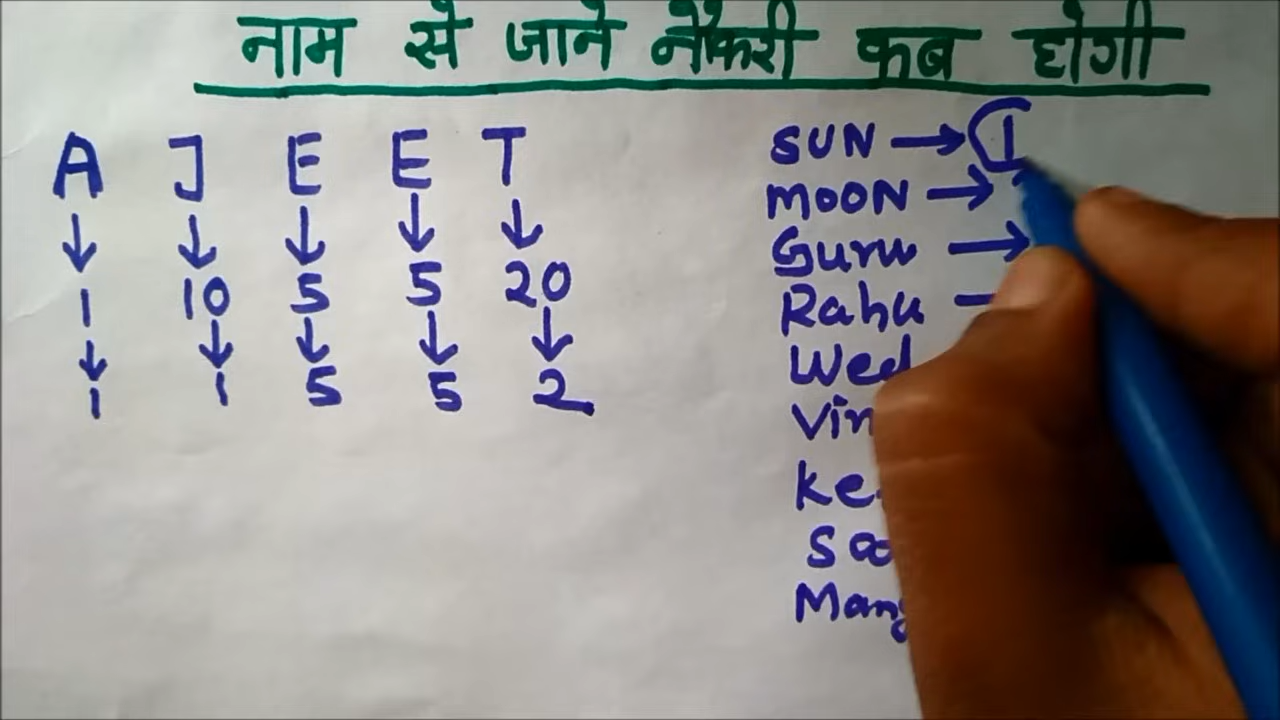 नाम से जाने नौकरी कब होगी
A J E E T
1 10 5 5 20
1 1 5 5 2
SUN → 1
MOON →
Guru →
Rahu